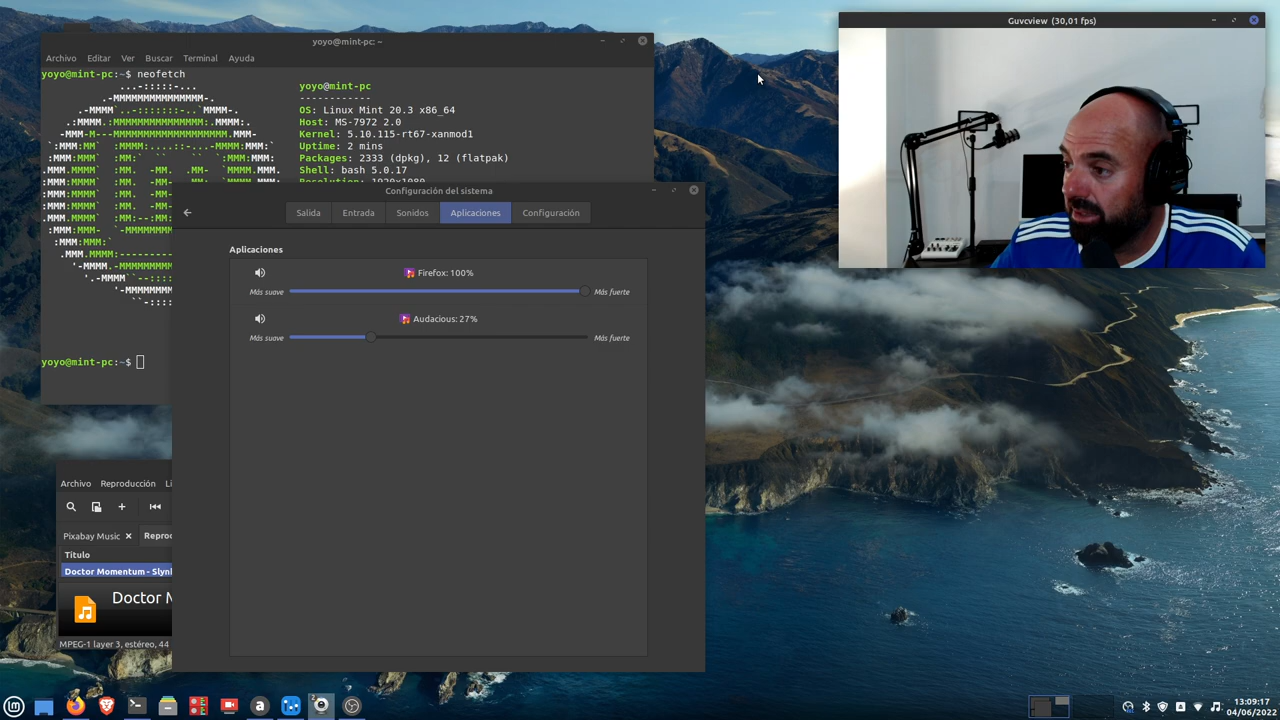 yoyo@mint-pc: ~
Archivo Editar Ver Buscar Terminal Ayuda
yoyo@mint-pc:~$ neofetch
yoyo@mint-pc
------------
OS: Linux Mint 20.3 x86_64
Host: MS-7972 2.0
Kernel: 5.10.115-rt67-xanmod1
Uptime: 2 mins
Packages: 2333 (dpkg), 12 (flatpak)
Shell: bash 5.0.17
Resolution: 1920x1080
yoyo@mint-pc:~$
Configuración del sistema
Salida Entrada Sonidos Aplicaciones Configuración
Aplicaciones
Firefox: 100%
Más suave Más fuerte
Audacious: 27%
Más suave Más fuerte
Archivo Reproducción
Pixabay Music
Título
Doctor Momentum -
Doctor
MPEG-1 layer 3, estéreo, 44
Guvcview (30,01 fps)
13:09:17
04/06/2022